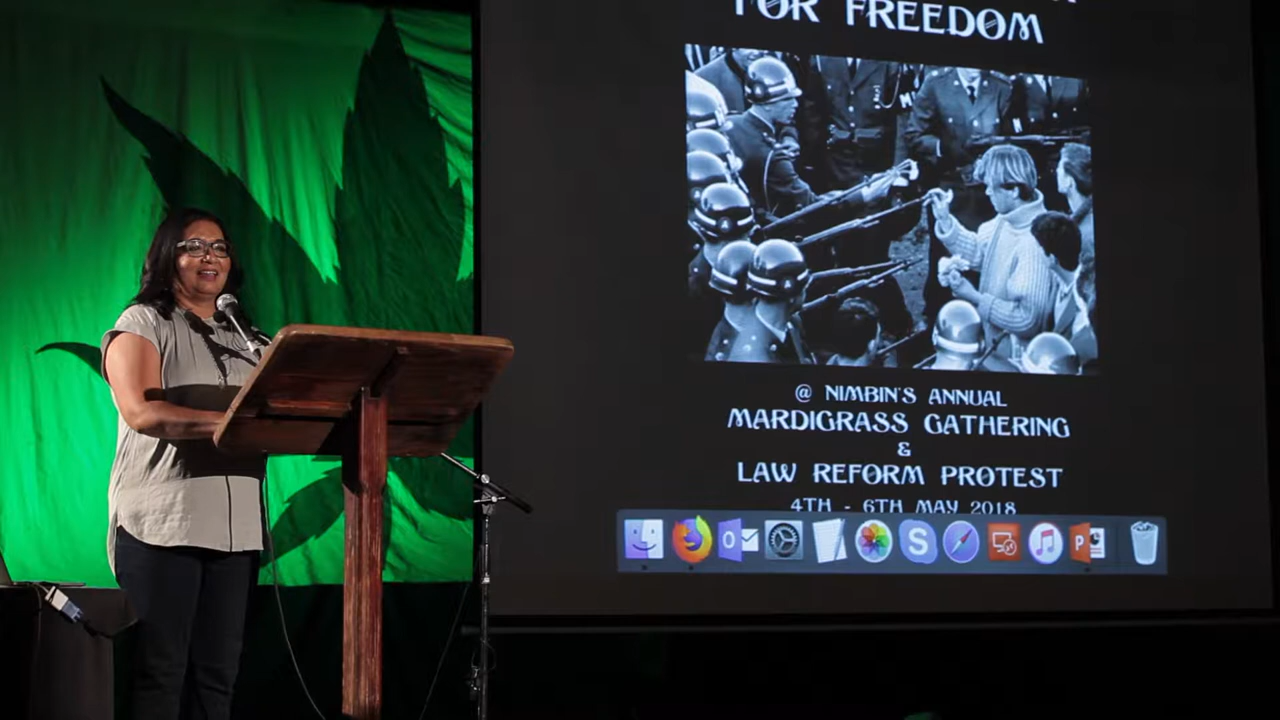 FOR FREEDOM
@ NIMBIN'S ANNUAL
MARDIGRASS GATHERING
&
LAW REFORM PROTEST
4TH - 6TH MAY 2018